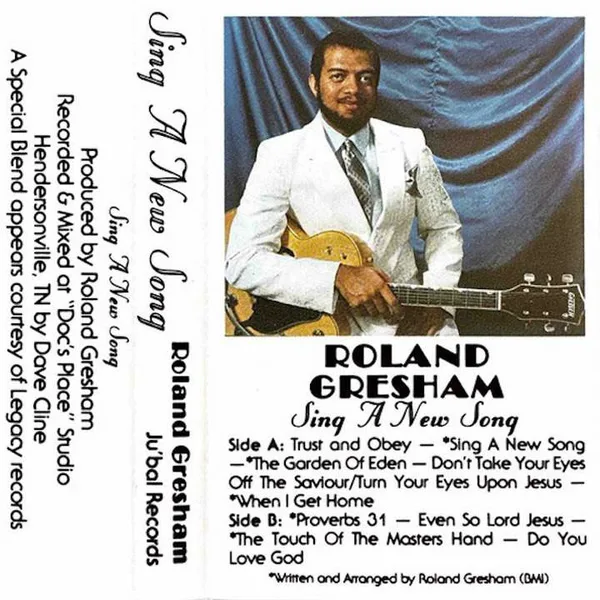 Sing A New Song
Produced by Roland Gresham
Recorded & Mixed at "Doc's Place" Studio
Hendersonville, TN by Dave Cline
A Special Blend appears courtesy of Legacy records
Sing A New Song
Roland Gresham
Ju'bal Records
ROLAND
GRESHAM
Sing A New Song
Side A: Trust and Obey — *Sing A New Song
—*The Garden Of Eden — Don't Take Your Eyes
Off The Saviour/Turn Your Eyes Upon Jesus —
*When I Get Home
Side B: *Proverbs 31 — Even So Lord Jesus —
*The Touch Of The Masters Hand — Do You
Love God
*Written and Arranged by Roland Gresham (BMI)